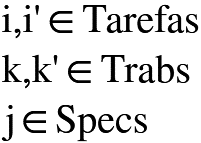 i,i' ∈ Tarefas
k,k' ∈ Trabs
j ∈ Specs